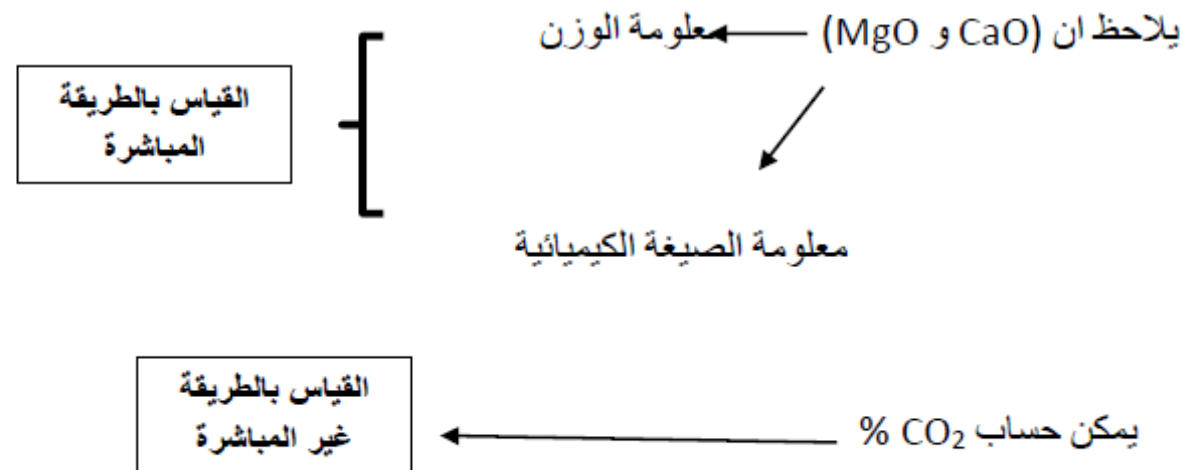 يلاحظ ان (CaO و MgO) معلومة الوزن
القياس بالطريقة
المباشرة
معلومة الصيغة الكيميائية
القياس بالطريقة
غير المباشرة
يمكن حساب CO₂ %